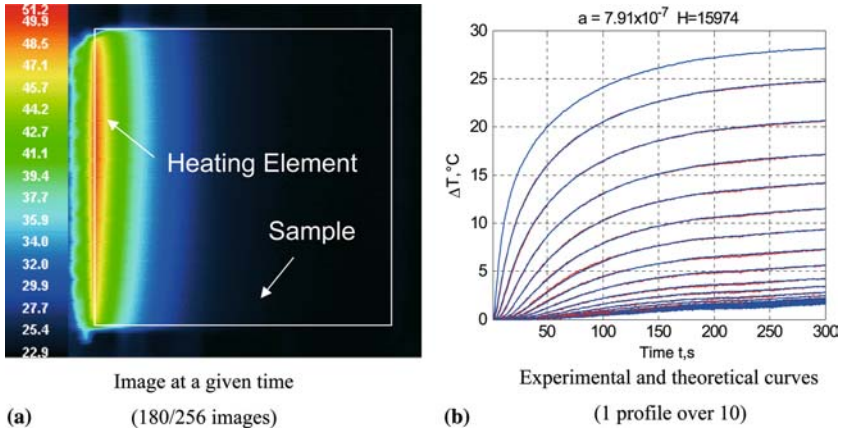 51.2
49.9
48.5
47.1
45.7
44.2
42.7
41.1
39.4
37.7
35.9
34.0
32.0
29.9
27.7
25.4
22.9
Heating Element
Sample
Image at a given time
(a) (180/256 images)
a = 7.91x10-7 H=15974
30
25
20
15
10
5
0
ΔT,°C
50 100 150 200 250 300
Time t,s
Experimental and theoretical curves
(b) (1 profile over 10)